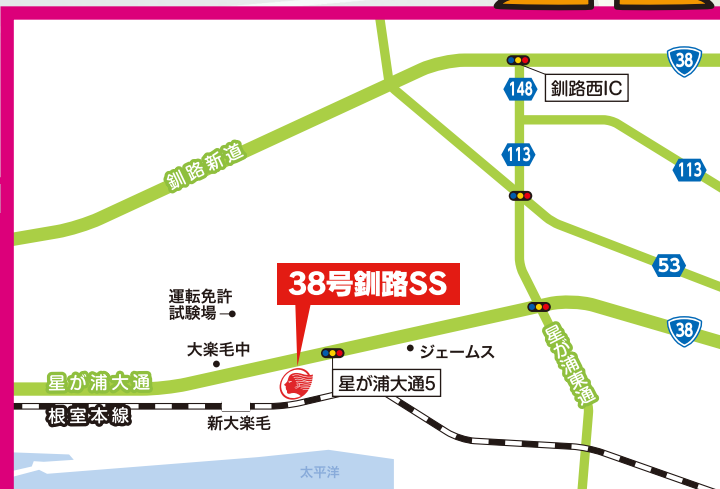 38
釧路西IC
148
釧路新道
113
113
53
38号釧路SS
運転免許
試験場
38
大楽毛中
ジェームス
星が浦東通
星が浦大通
星が浦大通5
根室本線
新大楽毛
太平洋